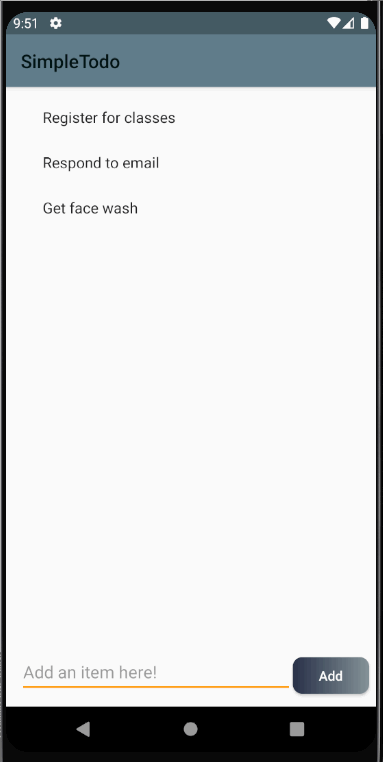 9:51
SimpleTodo
Register for classes
Respond to email
Get face wash
Add an item here!
Add